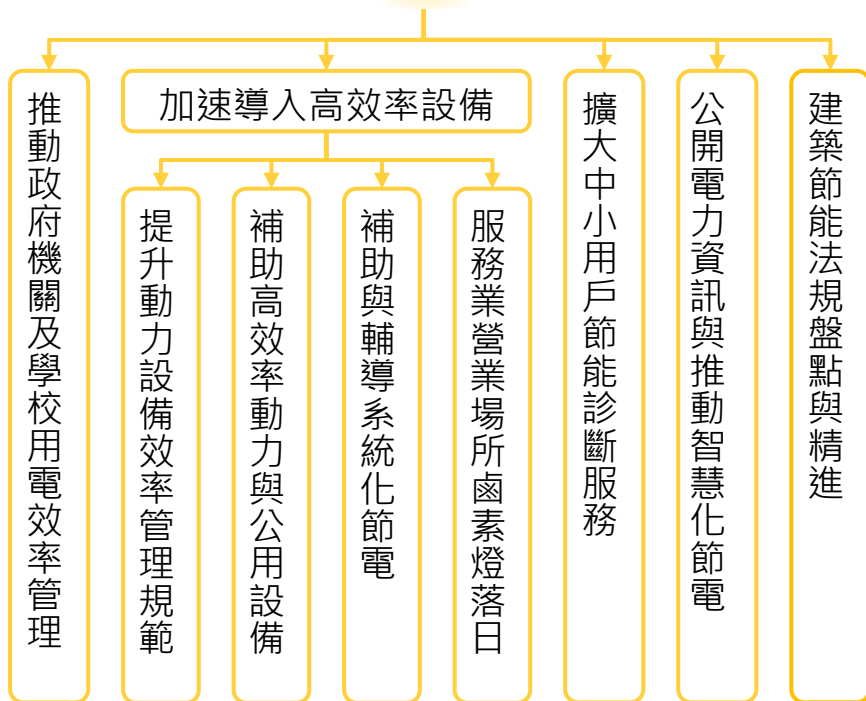 推動政府機關及學校用電效率管理
加速導入高效率設備
提升動力設備效率管理規範
補助高效率動力與公用設備
補助與輔導系統化節電
服務業營業場所鹵素燈落日
擴大中小用戶節能診斷服務
公開電力資訊與推動智慧化節電
建築節能法規盤點與精進